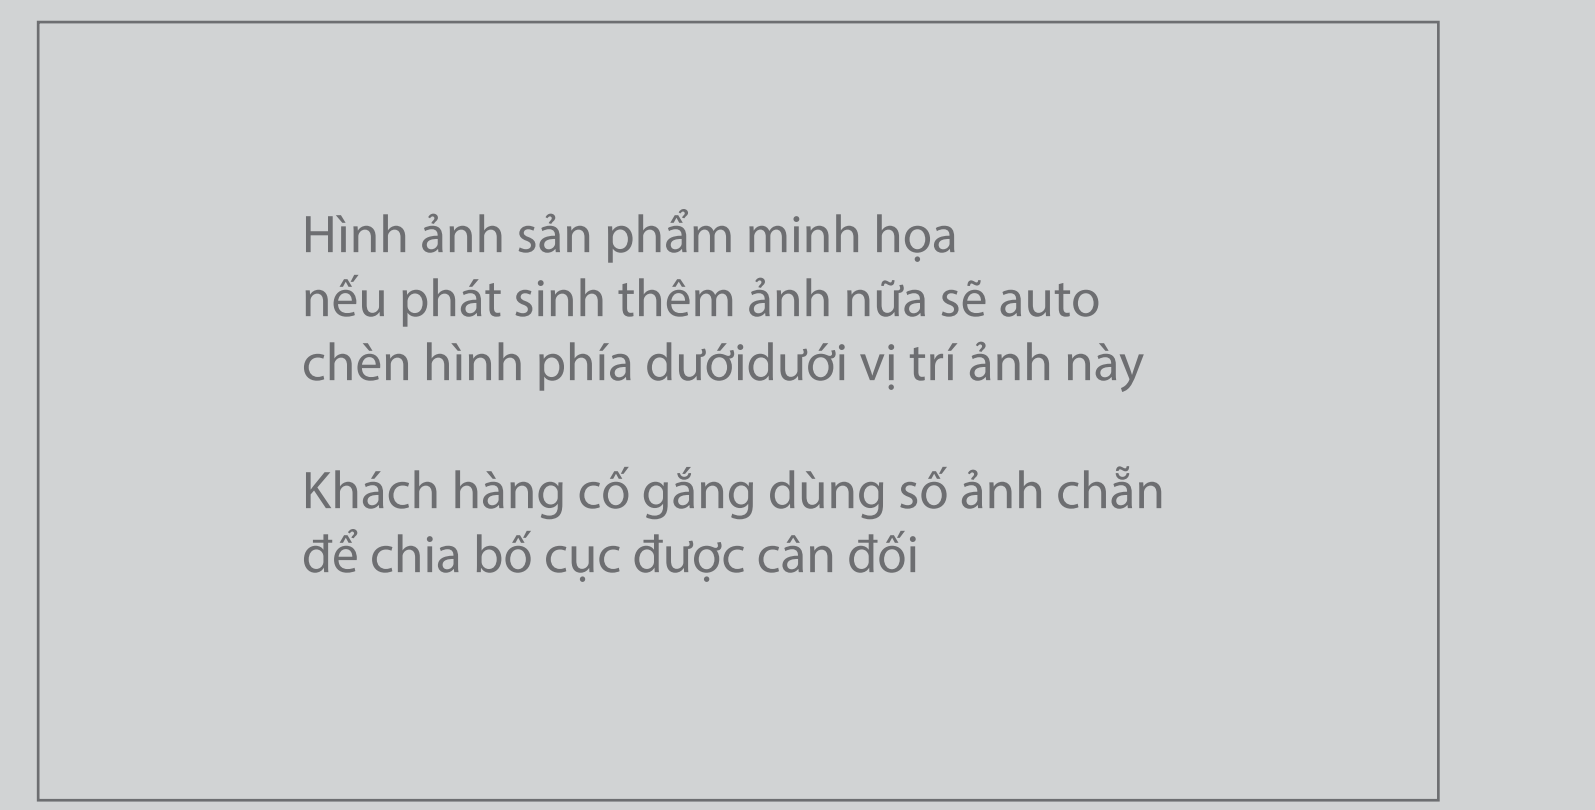 Hình ảnh sản phẩm minh họa
nếu phát sinh thêm ảnh nữa sẽ auto
chèn hình phía dướidưới vị trí ảnh này
Khách hàng cố gắng dùng số ảnh chẵn
để chia bố cục được cân đối